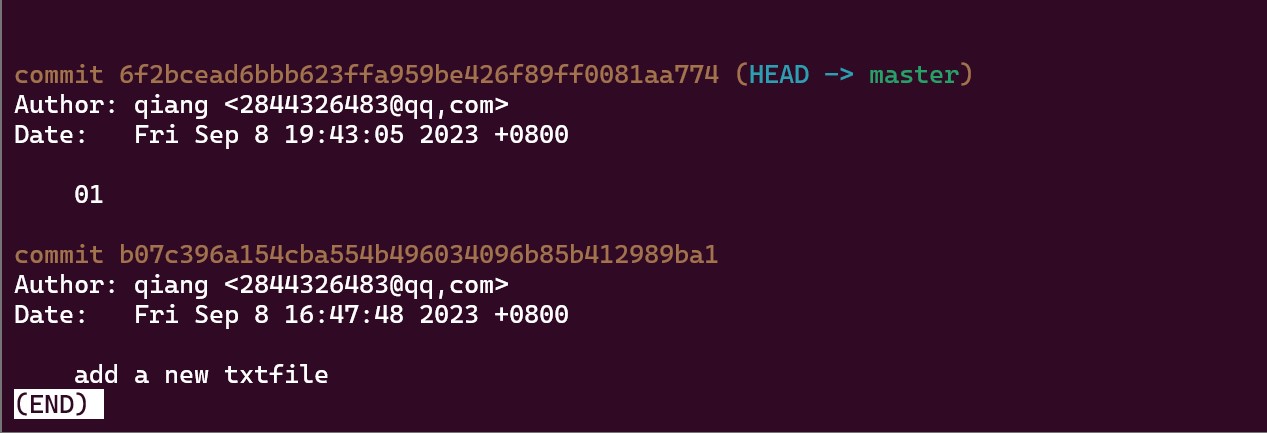 commit 6f2bcead6bbb623ffa959be426f89ff0081aa774 (HEAD -> master)
Author: qiang <2844326483@qq,com>
Date:   Fri Sep 8 19:43:05 2023 +0800
01
commit b07c396a154cba554b496034096b85b412989ba1
Author: qiang <2844326483@qq,com>
Date:   Fri Sep 8 16:47:48 2023 +0800
add a new txtfile
(END)